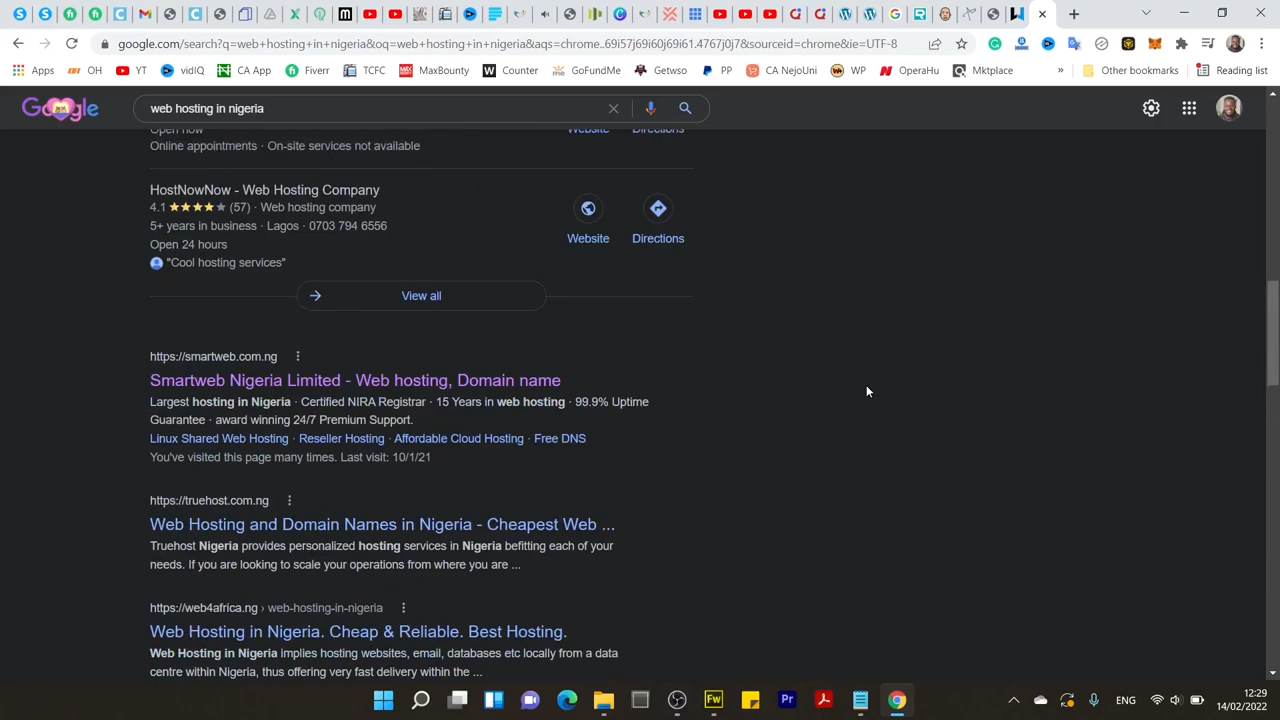 google.com/search?q=web+hosting+in+nigeria&oq=web+hosting+in+nigeria&aqs=chrome..69i57j69i60j69i61.4767j0j7&sourceid=chrome&ie=UTF-8
Apps OH YT vidIQ CA App Fiverr TCFC MaxBounty Counter GoFundMe Getwso PP CA NejoUni WP OperaHu Mktplace » Other bookmarks Reading list
Google web hosting in nigeria
Open now Website Directions
Online appointments · On-site services not available
HostNowNow - Web Hosting Company
4.1 (57) · Web hosting company
5+ years in business · Lagos · 0703 794 6556
Website Directions
Open 24 hours
"Cool hosting services"
View all
https://smartweb.com.ng
Smartweb Nigeria Limited - Web hosting, Domain name
Largest hosting in Nigeria · Certified NIRA Registrar · 15 Years in web hosting · 99.9% Uptime
Guarantee · award winning 24/7 Premium Support.
Linux Shared Web Hosting · Reseller Hosting · Affordable Cloud Hosting · Free DNS
You've visited this page many times. Last visit: 10/1/21
https://truehost.com.ng
Web Hosting and Domain Names in Nigeria - Cheapest Web ...
Truehost Nigeria provides personalized hosting services in Nigeria befitting each of your
needs. If you are looking to scale your operations from where you are ...
https://web4africa.ng › web-hosting-in-nigeria
Web Hosting in Nigeria. Cheap & Reliable. Best Hosting.
Web Hosting in Nigeria implies hosting websites, email, databases etc locally from a data
centre within Nigeria, thus offering very fast delivery within the ...
Fw Pr ENG 12:29
14/02/2022